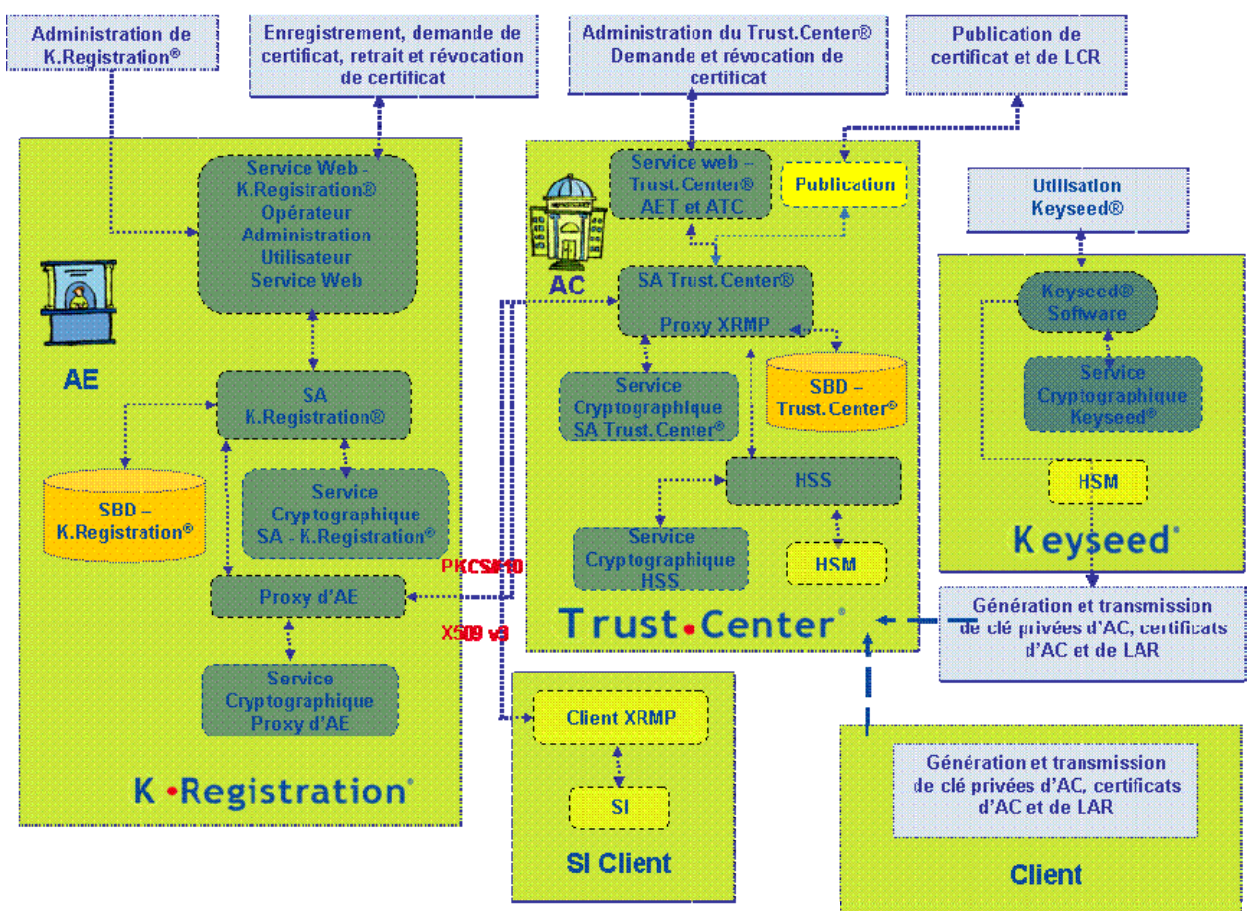 Administration de
K.Registration®
Enregistrement, demande de
certificat, retrait et révocation
de certificat
Administration du Trust.Center®
Demande et révocation de
certificat
Publication de
certificat et de LCR
Service Web -
K.Registration®
Opérateur
Administration
Utilisateur
Service Web
AE
SA
K.Registration®
SBD –
K.Registration®
Service
Cryptographique
SA - K.Registration®
Proxy d'AE
Service
Cryptographique
Proxy d'AE
K•Registration®
PKCS#10
X509 v3
Service web –
Trust.Center®
AET et ATC
Publication
AC
SA Trust.Center®
Proxy XRMP
Service
Cryptographique
SA Trust.Center®
SBD –
Trust.Center®
HSS
Service
Cryptographique
HSS
HSM
Trust•Center®
Client XRMP
SI
SI Client
Utilisation
Keyseed®
Keyseed®
Software
Service
Cryptographique
Keyseed®
HSM
Keyseed®
Génération et transmission
de clé privées d'AC, certificats
d'AC et de LAR
Génération et transmission
de clé privées d'AC, certificats
d'AC et de LAR
Client